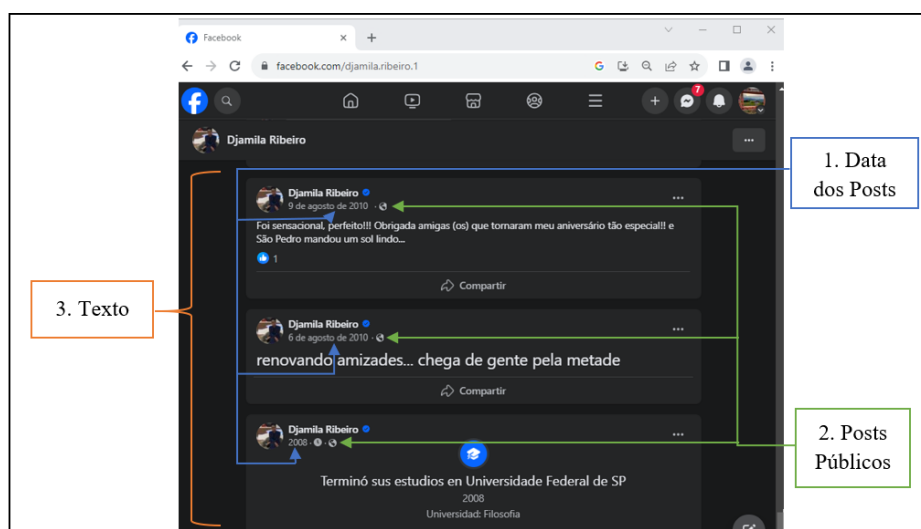 Facebook
facebook.com/djamila.ribeiro.1
7
Djamila Ribeiro
1. Data
dos Posts
Djamila Ribeiro
9 de agosto de 2010
Foi sensacional, perfeito!!! Obrigada amigas (os) que tornaram meu aniversário tão especial!! e
São Pedro mandou um sol lindo...
1
Compartir
3. Texto
Djamila Ribeiro
6 de agosto de 2010
renovando amizades... chega de gente pela metade
Compartir
Djamila Ribeiro
2008
2. Posts
Públicos
Terminó sus estudios en Universidade Federal de SP
2008
Universidad: Filosofia